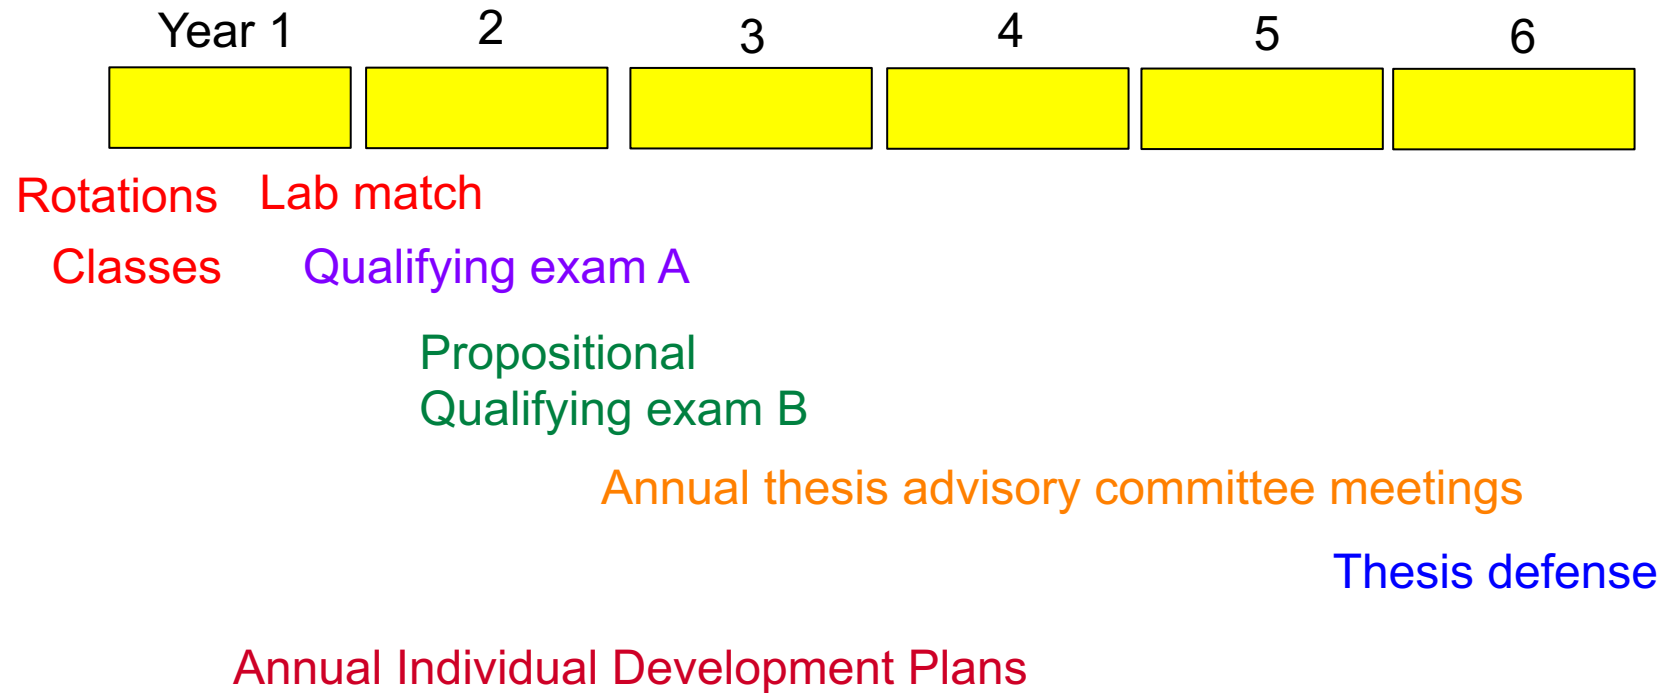 Year 1 2 3 4 5 6
Rotations Lab match
Classes Qualifying exam A
Propositional
Qualifying exam B
Annual thesis advisory committee meetings
Thesis defense
Annual Individual Development Plans